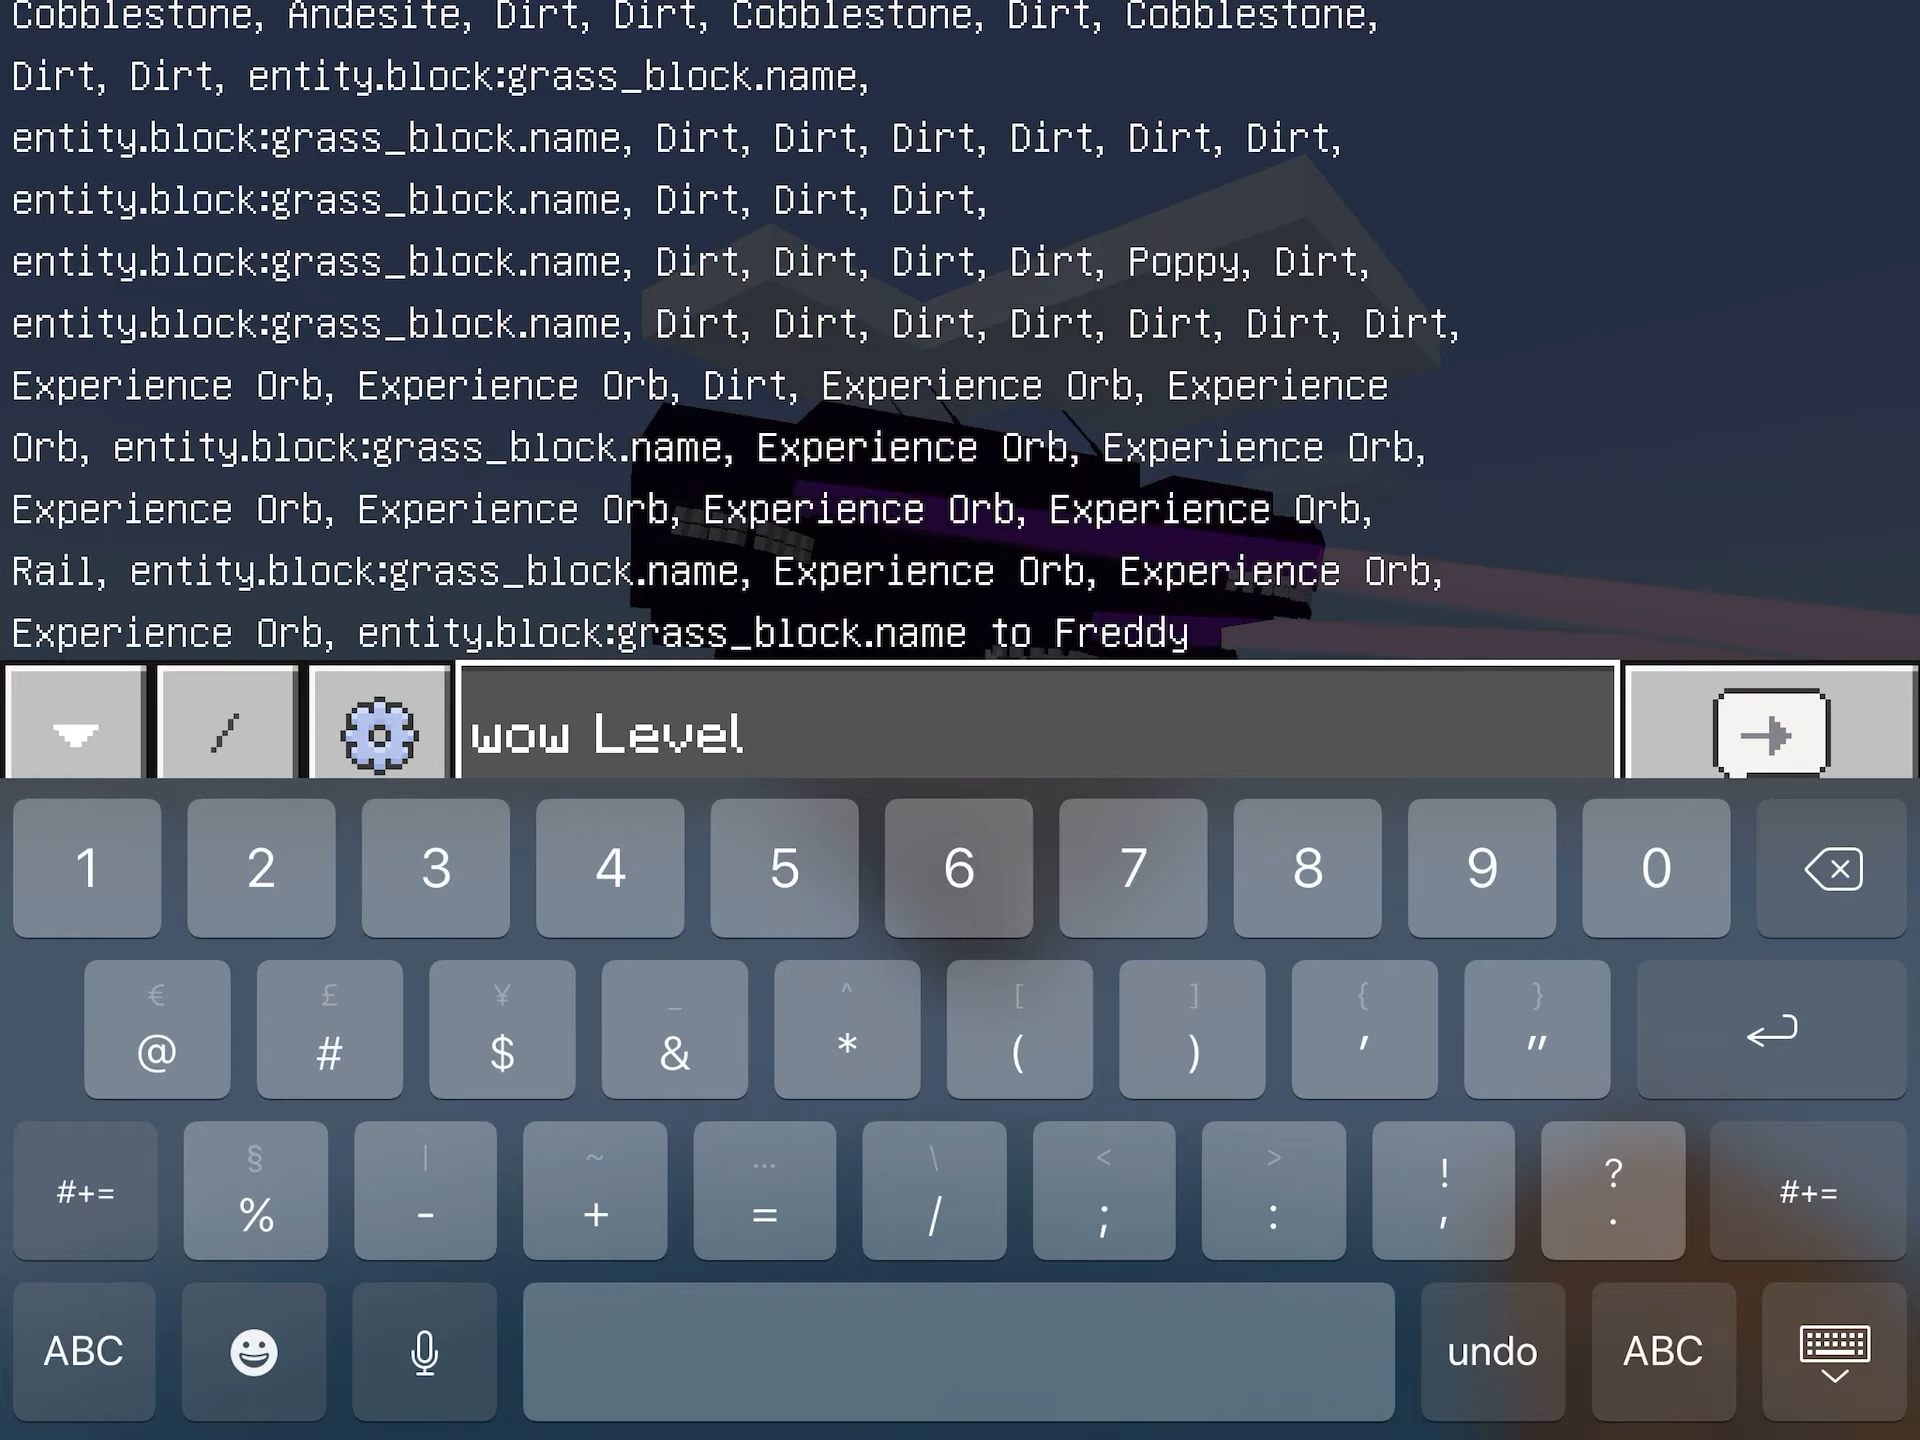 Cobblestone, Andesite, Dirt, Dirt, Cobblestone, Dirt, Cobblestone,
Dirt, Dirt, entity.block:grass_block.name,
entity.block:grass_block.name, Dirt, Dirt, Dirt, Dirt, Dirt, Dirt,
entity.block:grass_block.name, Dirt, Dirt, Dirt,
entity.block:grass_block.name, Dirt, Dirt, Dirt, Dirt, Poppy, Dirt,
entity.block:grass_block.name, Dirt, Dirt, Dirt, Dirt, Dirt, Dirt, Dirt,
Experience Orb, Experience Orb, Dirt, Experience Orb, Experience
Orb, entity.block:grass_block.name, Experience Orb, Experience Orb,
Experience Orb, Experience Orb, Experience Orb, Experience Orb,
Rail, entity.block:grass_block.name, Experience Orb, Experience Orb,
Experience Orb, entity.block:grass_block.name to Freddy
/ wow Level
1 2 3 4 5 6 7 8 9 0
€ £ ¥ _ ^ [ ] { }
@ # $ & * ( ) ' "
§ | ~ … \ < > ! ?
#+= % - + = / ; : , . #+=
ABC undo ABC